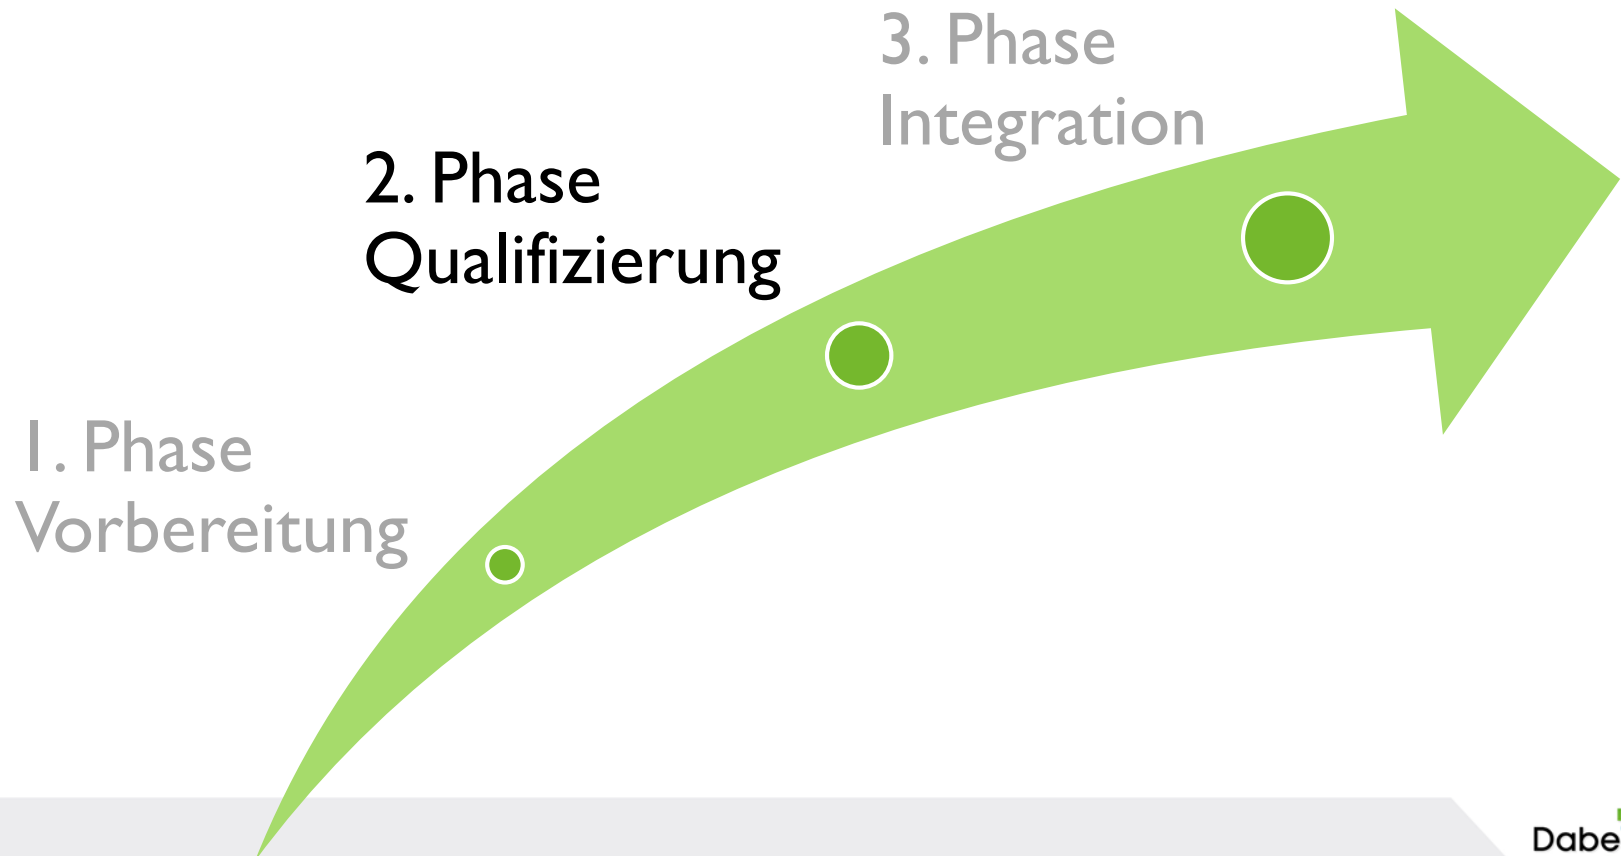 3. Phase
Integration
2. Phase
Qualifizierung
1. Phase
Vorbereitung